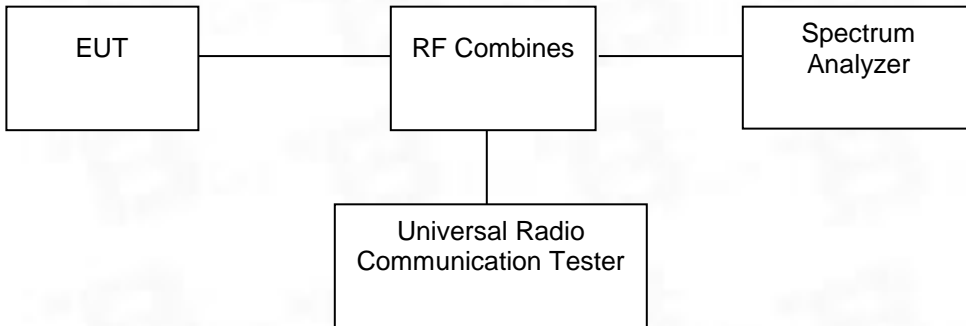 EUT
RF Combines
Spectrum
Analyzer
Universal Radio
Communication Tester